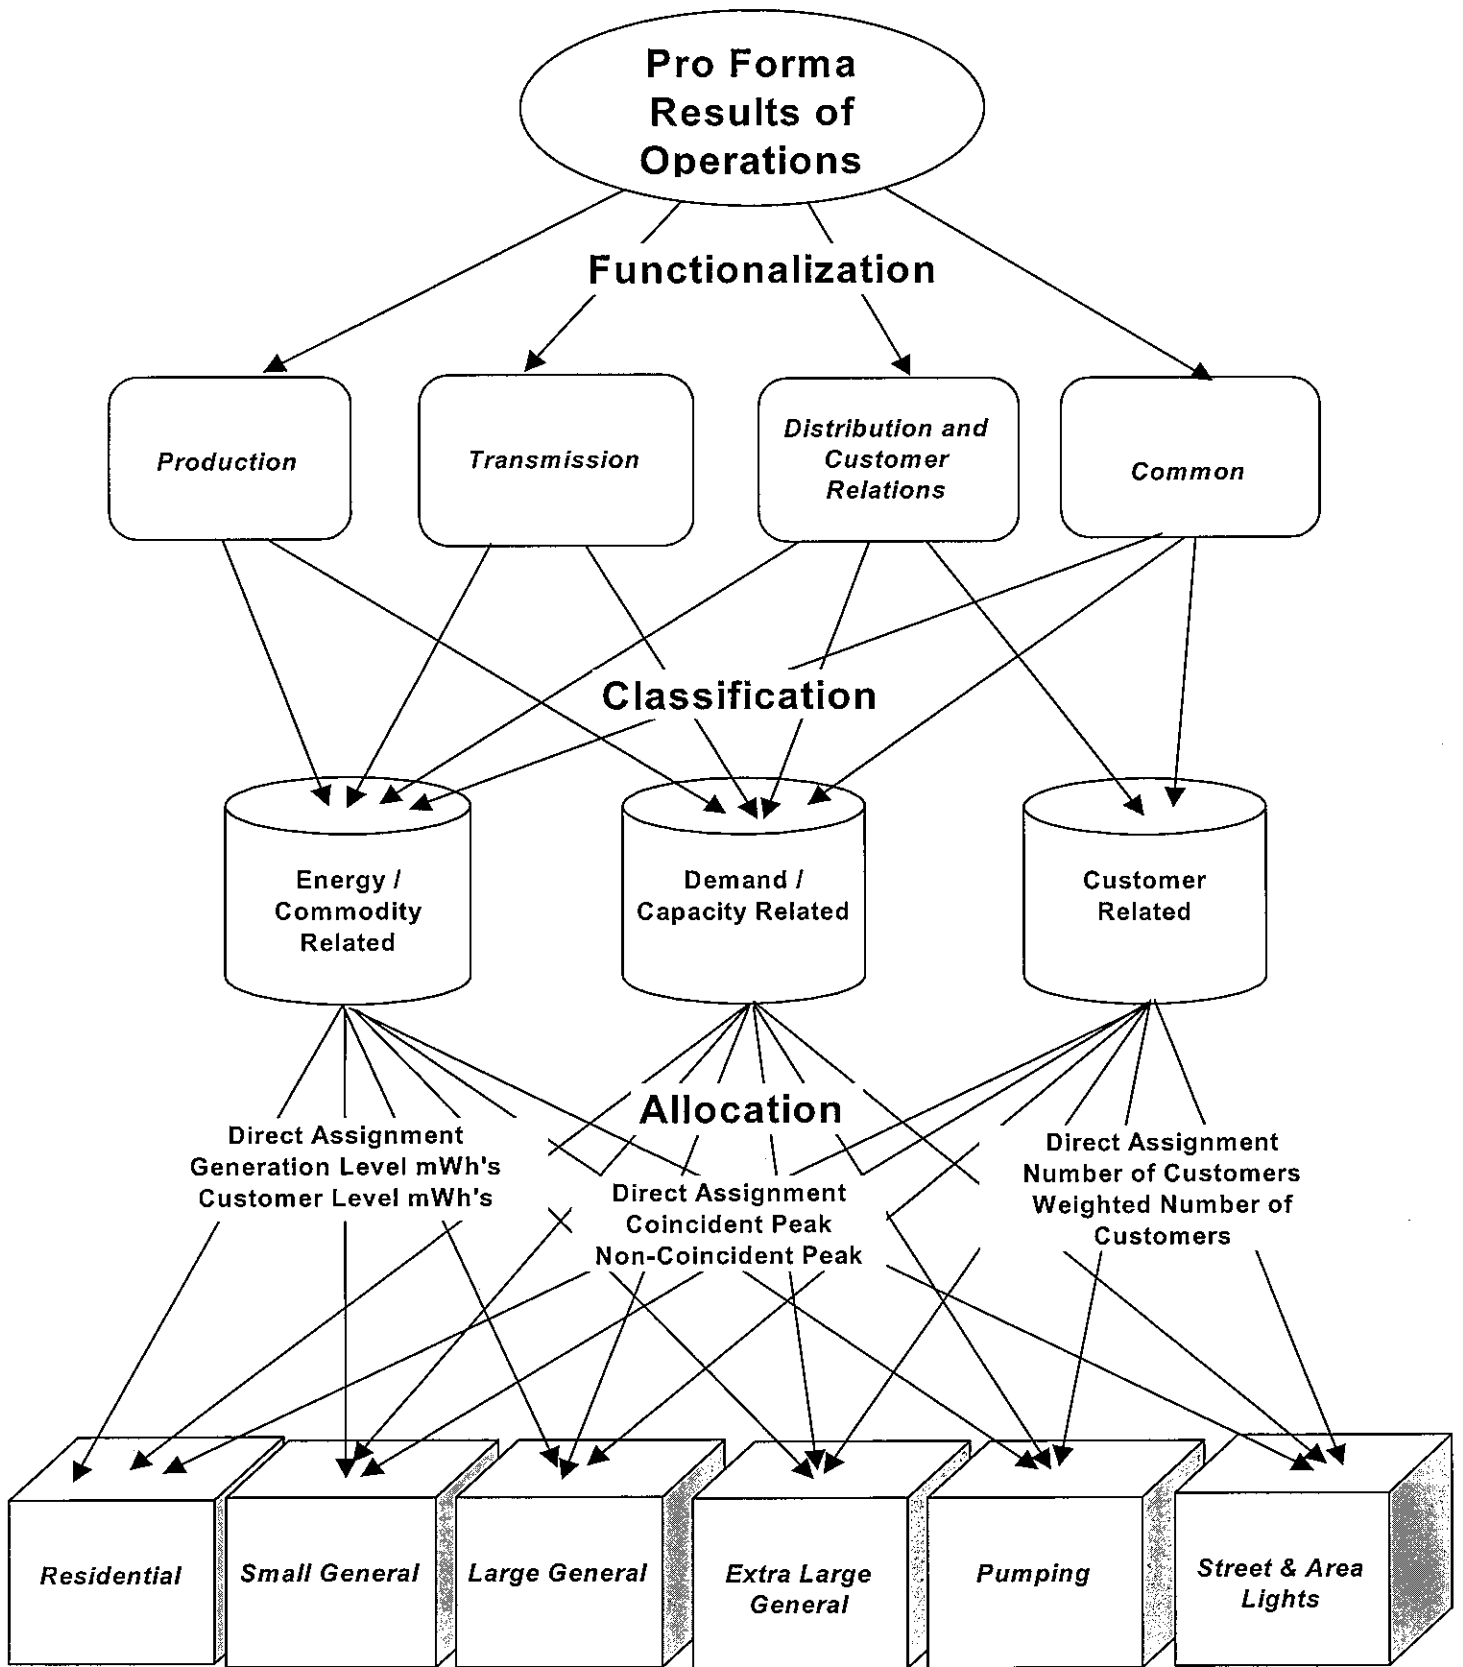 Pro Forma
Results of
Operations
Functionalization
Production
Transmission
Distribution and
Customer
Relations
Common
Classification
Energy /
Commodity
Related
Demand /
Capacity Related
Customer
Related
Allocation
Direct Assignment
Generation Level mWh's
Customer Level mWh's
Direct Assignment
Coincident Peak
Non-Coincident Peak
Direct Assignment
Number of Customers
Weighted Number of
Customers
Residential
Small General
Large General
Extra Large
General
Pumping
Street & Area
Lights